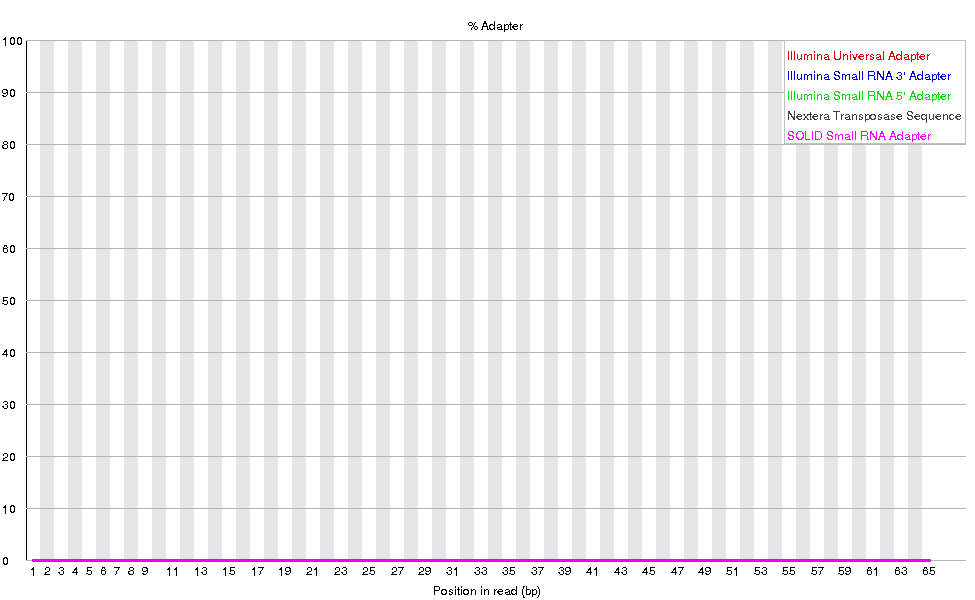 % Adapter
100
Illumina Universal Adapter
Illumina Small RNA 3' Adapter
90
Illumina Small RNA 5' Adapter
Nextera Transposase Sequence
SOLID Small RNA Adapter
80
70
60
50
40
30
20
10
0
1 2 3 4 5 6 7 8 9 11 13 15 17 19 21 23 25 27 29 31 33 35 37 39 41 43 45 47 49 51 53 55 57 59 61 63 65
Position in read (bp)